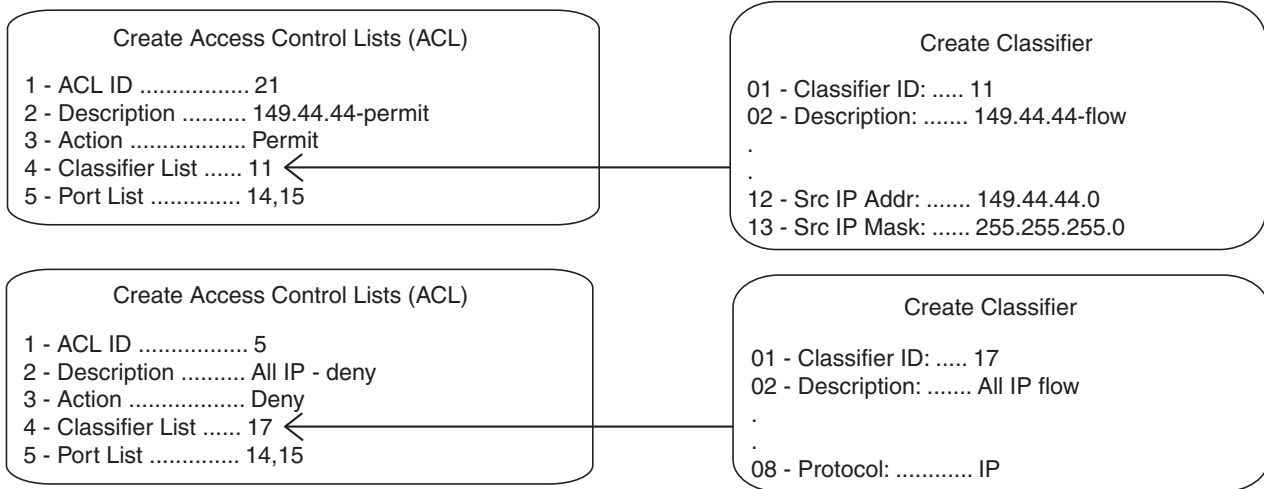 Create Access Control Lists (ACL)
1 - ACL ID ................. 21
2 - Description .......... 149.44.44-permit
3 - Action .................. Permit
4 - Classifier List ...... 11
5 - Port List .............. 14,15
Create Classifier
01 - Classifier ID: ..... 11
02 - Description: ....... 149.44.44-flow
.
.
12 - Src IP Addr: ....... 149.44.44.0
13 - Src IP Mask: ...... 255.255.255.0
Create Access Control Lists (ACL)
1 - ACL ID ................. 5
2 - Description .......... All IP - deny
3 - Action .................. Deny
4 - Classifier List ...... 17
5 - Port List .............. 14,15
Create Classifier
01 - Classifier ID: ..... 17
02 - Description: ....... All IP flow
.
.
08 - Protocol: ............ IP